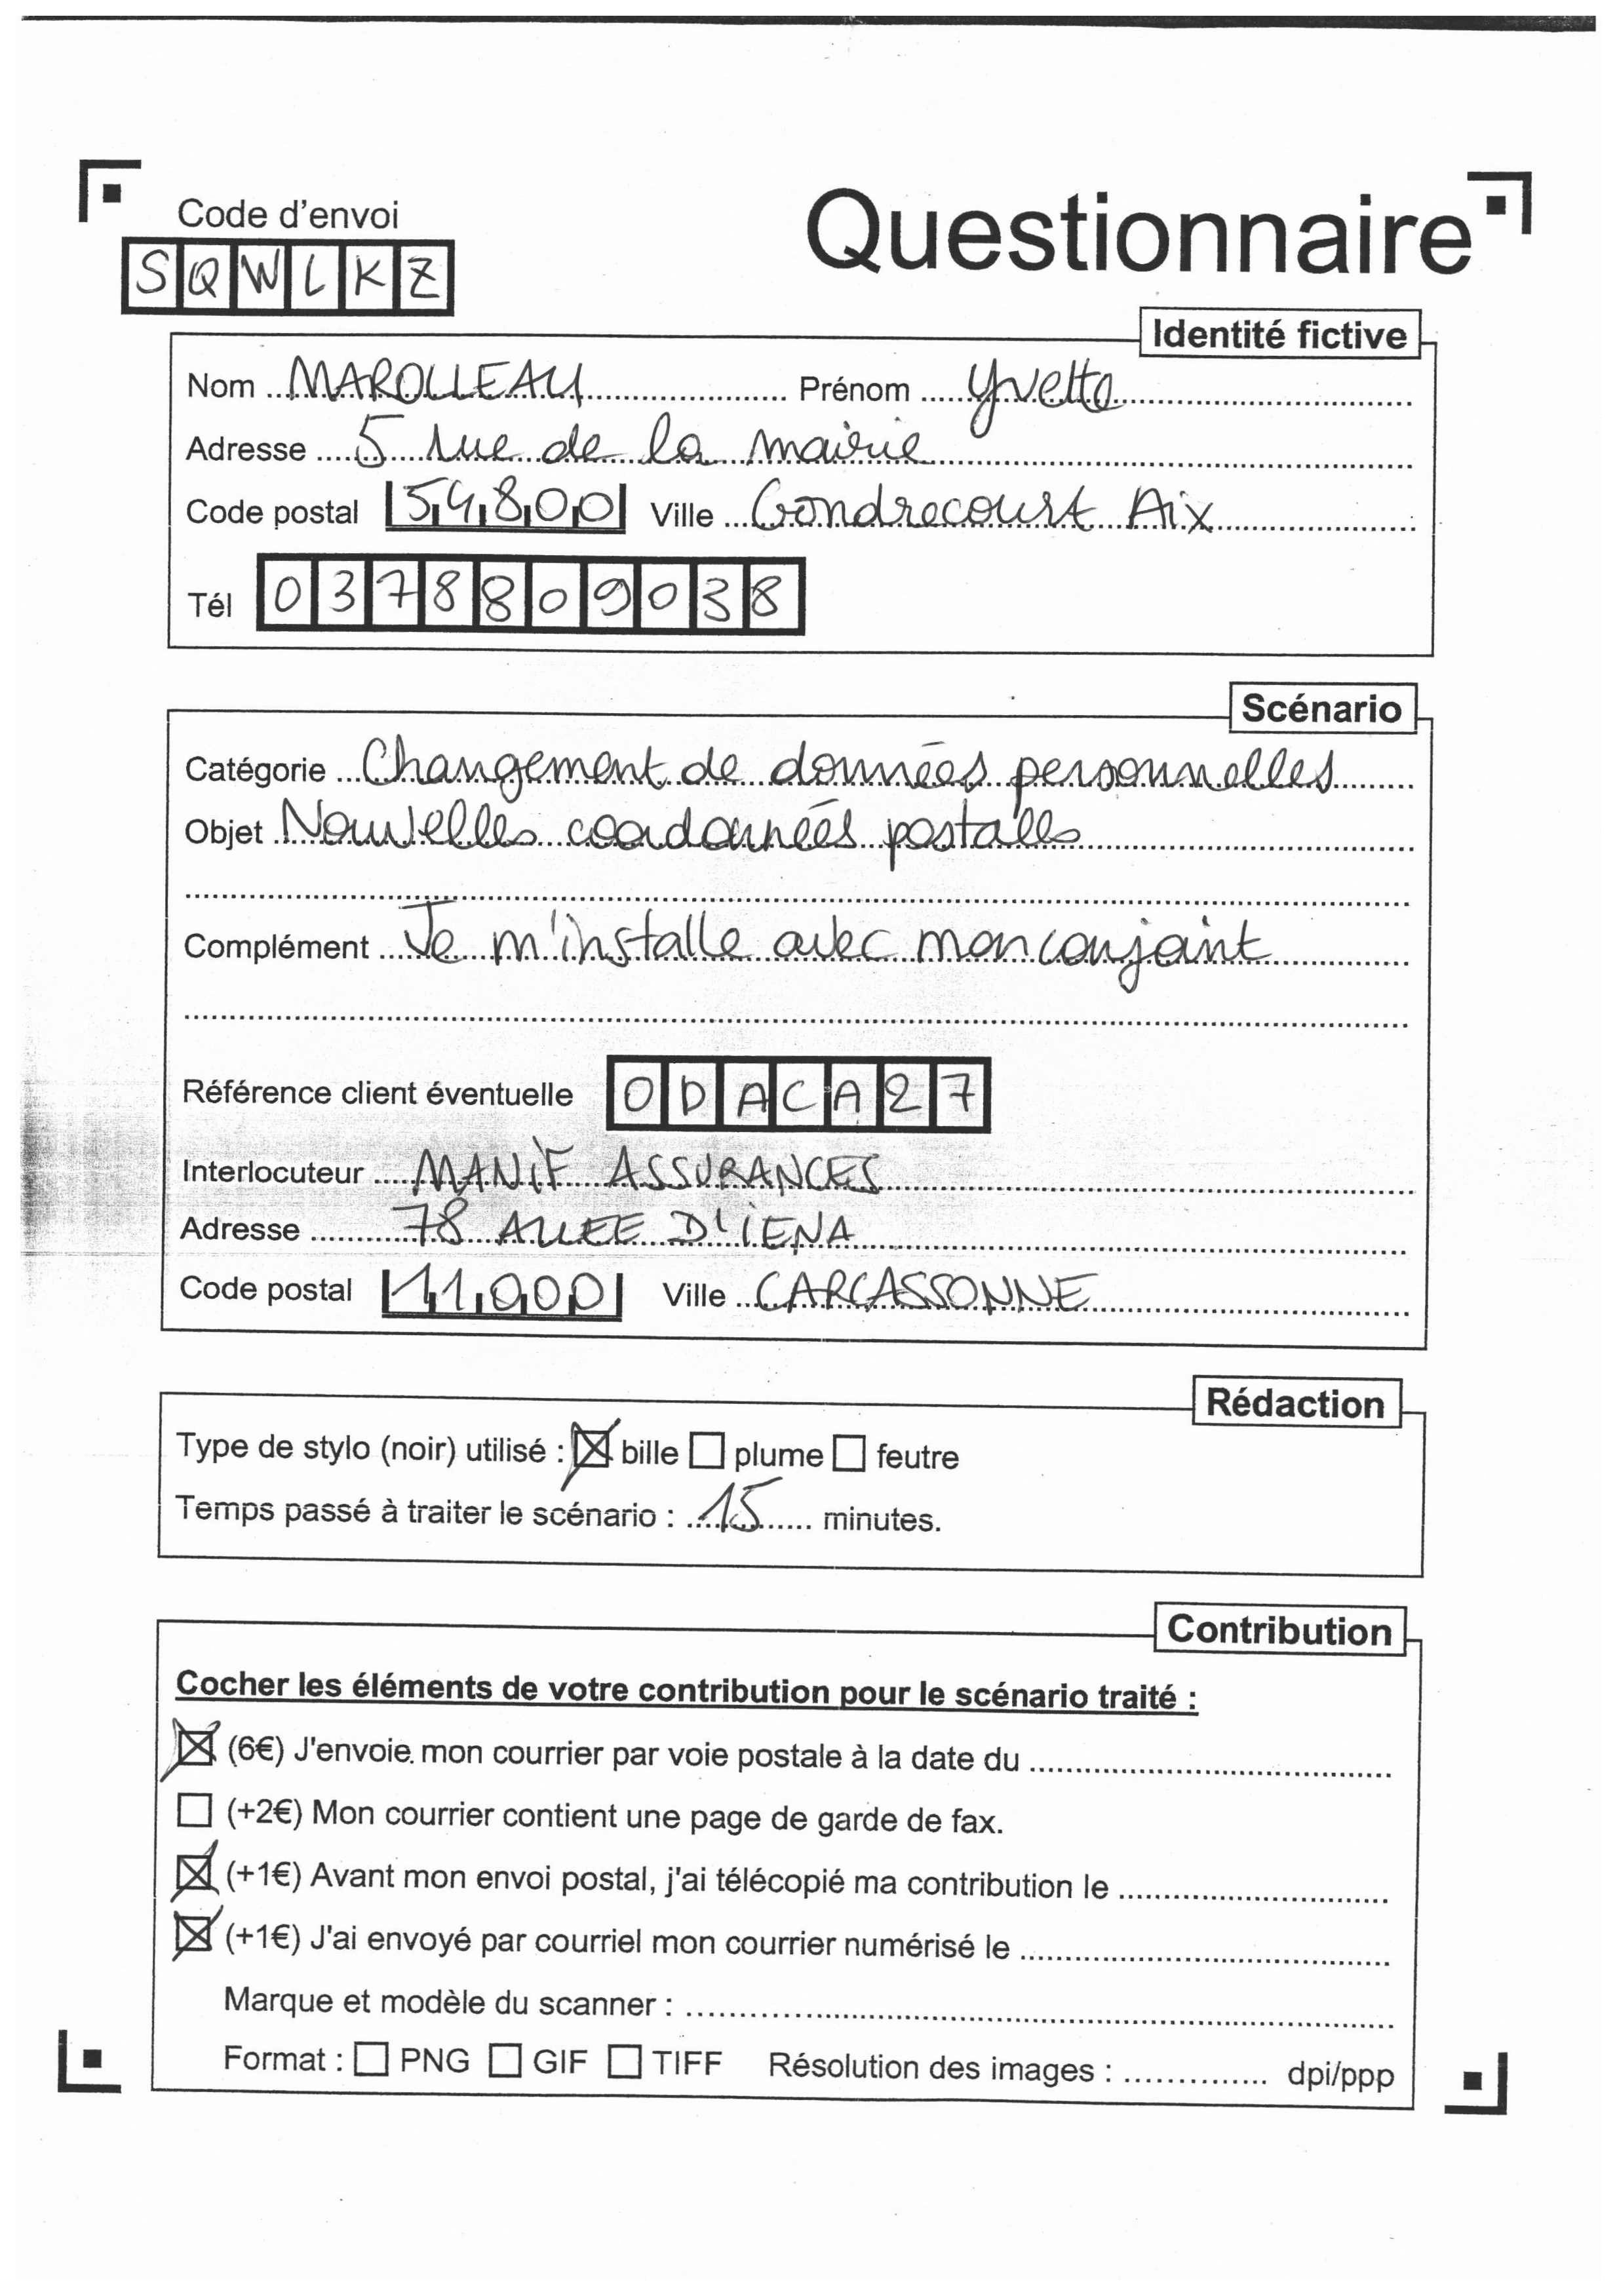 Code d'envoi
Questionnaire
SQWLKZ
Identité fictive
Nom MAROLLEAU Prénom Yvette
Adresse 5 rue de la mairie
Code postal 54800 Ville Gondrecourt Aix
Tél 0378809038
Scénario
Catégorie Changement de données personnelles
Objet Nouvelles coordonnées postales
Complément Je m'installe avec mon conjoint
Référence client éventuelle ODACA27
Interlocuteur MANIF ASSURANCES
Adresse 78 ALLEE D'IENA
Code postal 11000 Ville CARCASSONNE
Rédaction
Type de stylo (noir) utilisé : ☒ bille ☐ plume ☐ feutre
Temps passé à traiter le scénario : 15 minutes.
Contribution
Cocher les éléments de votre contribution pour le scénario traité :
☒ (6€) J'envoie mon courrier par voie postale à la date du ..........
☐ (+2€) Mon courrier contient une page de garde de fax.
☒ (+1€) Avant mon envoi postal, j'ai télécopié ma contribution le ..........
☒ (+1€) J'ai envoyé par courriel mon courrier numérisé le ..........
Marque et modèle du scanner : ..........
Format : ☐ PNG ☐ GIF ☐ TIFF Résolution des images : .......... dpi/ppp